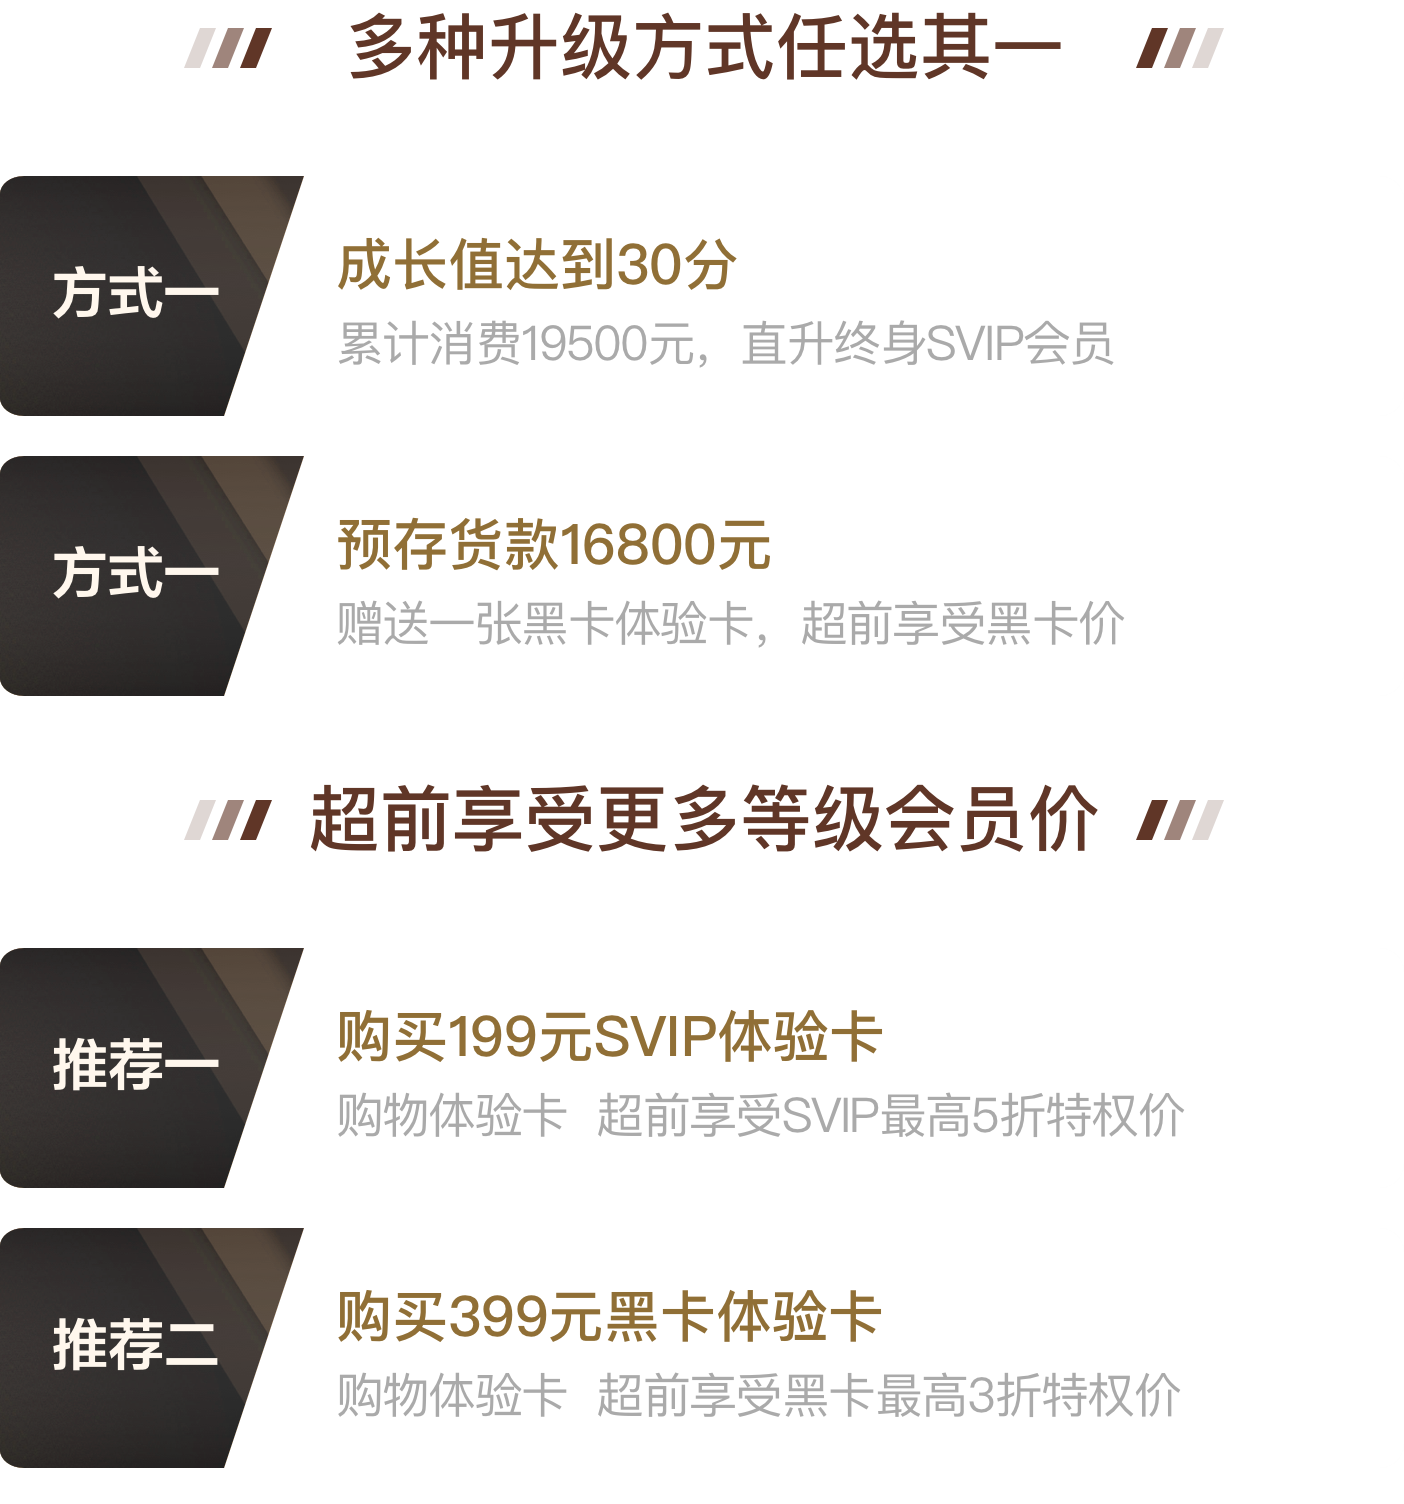 多种升级方式任选其一
方式一
成长值达到30分
累计消费19500元，直升终身SVIP会员
方式一
预存货款16800元
赠送一张黑卡体验卡，超前享受黑卡价
超前享受更多等级会员价
推荐一
购买199元SVIP体验卡
购物体验卡 超前享受SVIP最高5折特权价
推荐二
购买399元黑卡体验卡
购物体验卡 超前享受黑卡最高3折特权价